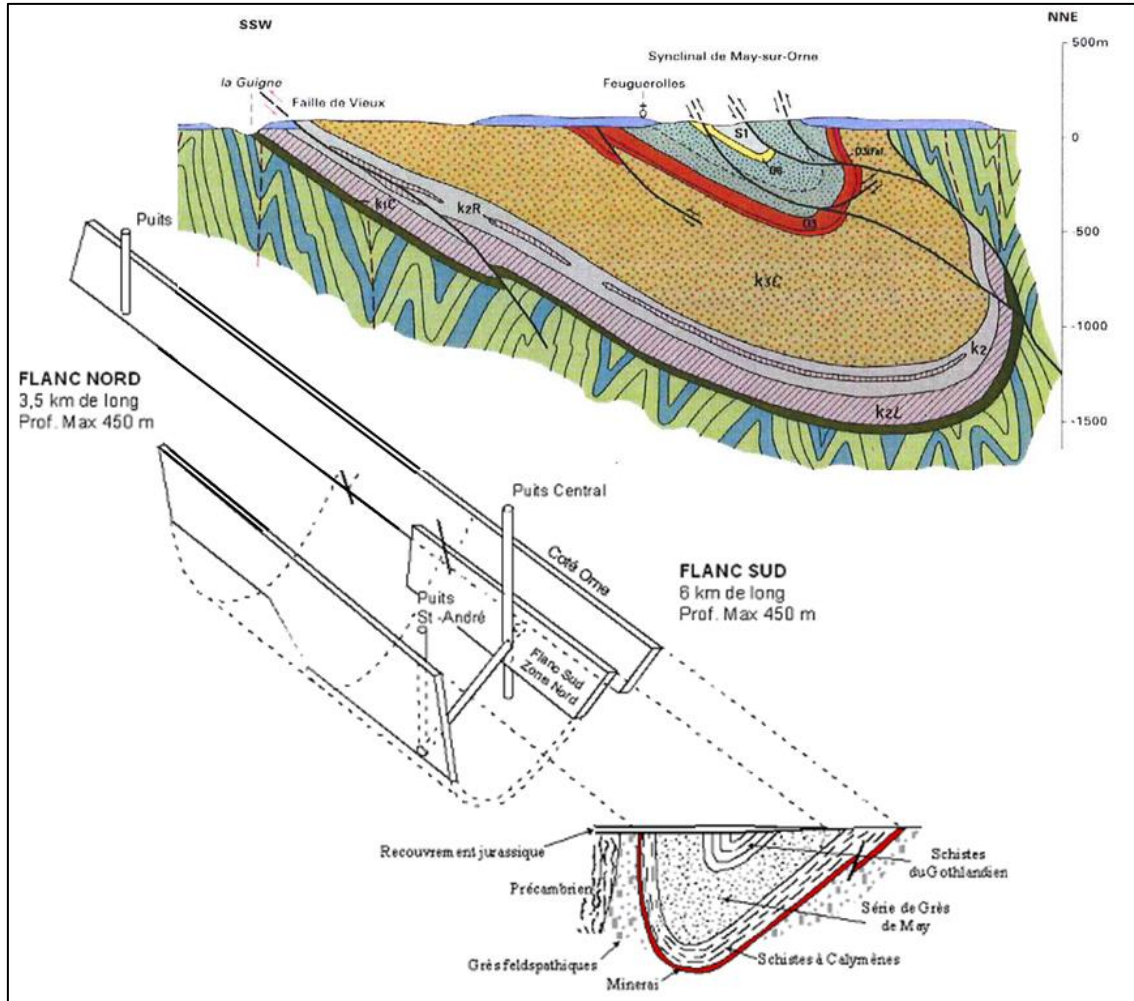 SSW
NNE
500m
Synclinal de May-sur-Orne
la Guigne
Feuguerolles
Faille de Vieux
0
S1
O6
k1C
k2R
-500
O3
Puits
k3C
-1000
k2
FLANC NORD
3,5 km de long
Prof. Max 450 m
k2L
-1500
Puits Central
Coté Orne
FLANC SUD
6 km de long
Prof. Max 450 m
Puits
St -André
Flanc Sud
Zone Nord
Recouvrement jurassique
Schistes
du Gothlandien
Précambrien
Série de Grès
de May
Grès feldspathiques
Schistes à Calymènes
Minerai